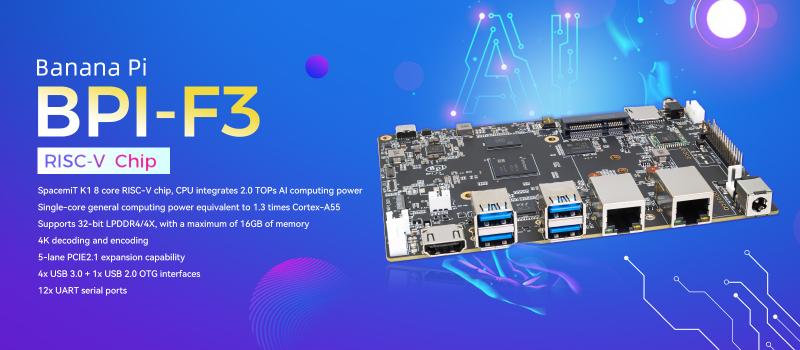 Banana Pi
BPI-F3
RISC-V Chip
SpacemiT K1 8 core RISC-V chip, CPU integrates 2.0 TOPs AI computing power
Single-core general computing power equivalent to 1.3 times Cortex-A55
Supports 32-bit LPDDR4/4X, with a maximum of 16GB of memory
4K decoding and encoding
5-lane PCIE2.1 expansion capability
4x USB 3.0 + 1x USB 2.0 OTG interfaces
12x UART serial ports
AI